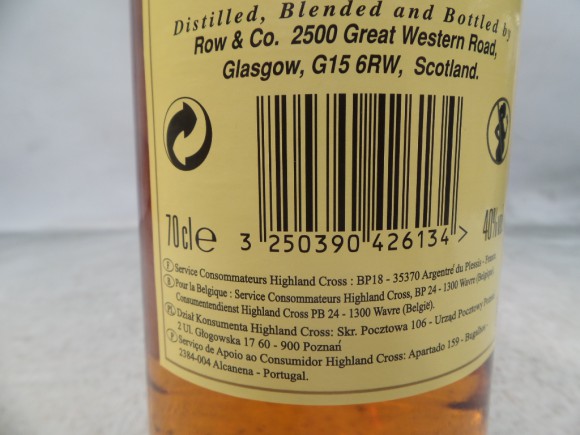 Distilled, Blended and Bottled by
Row & Co. 2500 Great Western Road,
Glasgow, G15 6RW, Scotland.
70cl e
3 250390 426134 >
40%
F Service Consommateurs Highland Cross : BP18 - 35370 Argentré du Plessis - France
B Pour la Belgique : Service Consommateurs Highland Cross, BP 24 - 1300 Wavre (Belgique).
Consumentendienst Highland Cross PB 24 - 1300 Wavre (België).
Dział Konsumenta Highland Cross: Skr. Pocztowa 106 - Urząd Pocztowy Poznań
2 Ul. Głogowska 17 60 - 900 Poznań
P Serviço de Apoio ao Consumidor Highland Cross: Apartado 159 -
2384-004 Alcanena - Portugal.